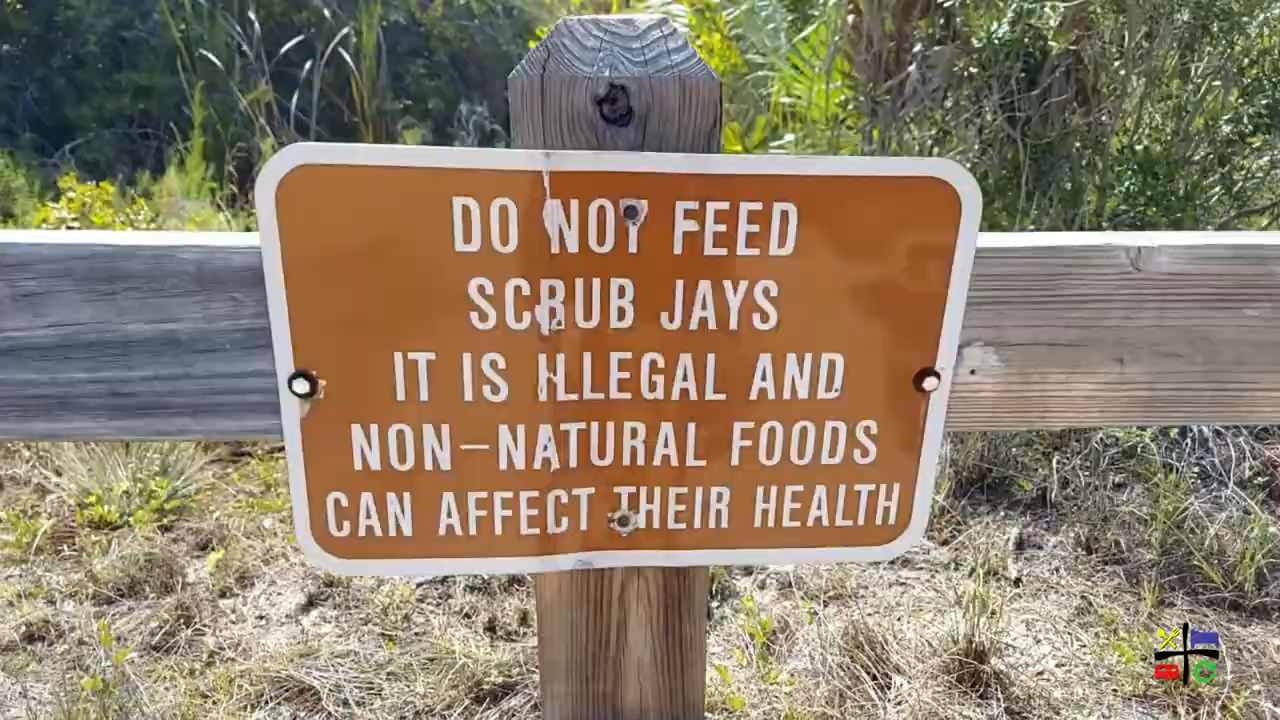 DO NOT FEED
SCRUB JAYS
IT IS ILLEGAL AND
NON-NATURAL FOODS
CAN AFFECT THEIR HEALTH